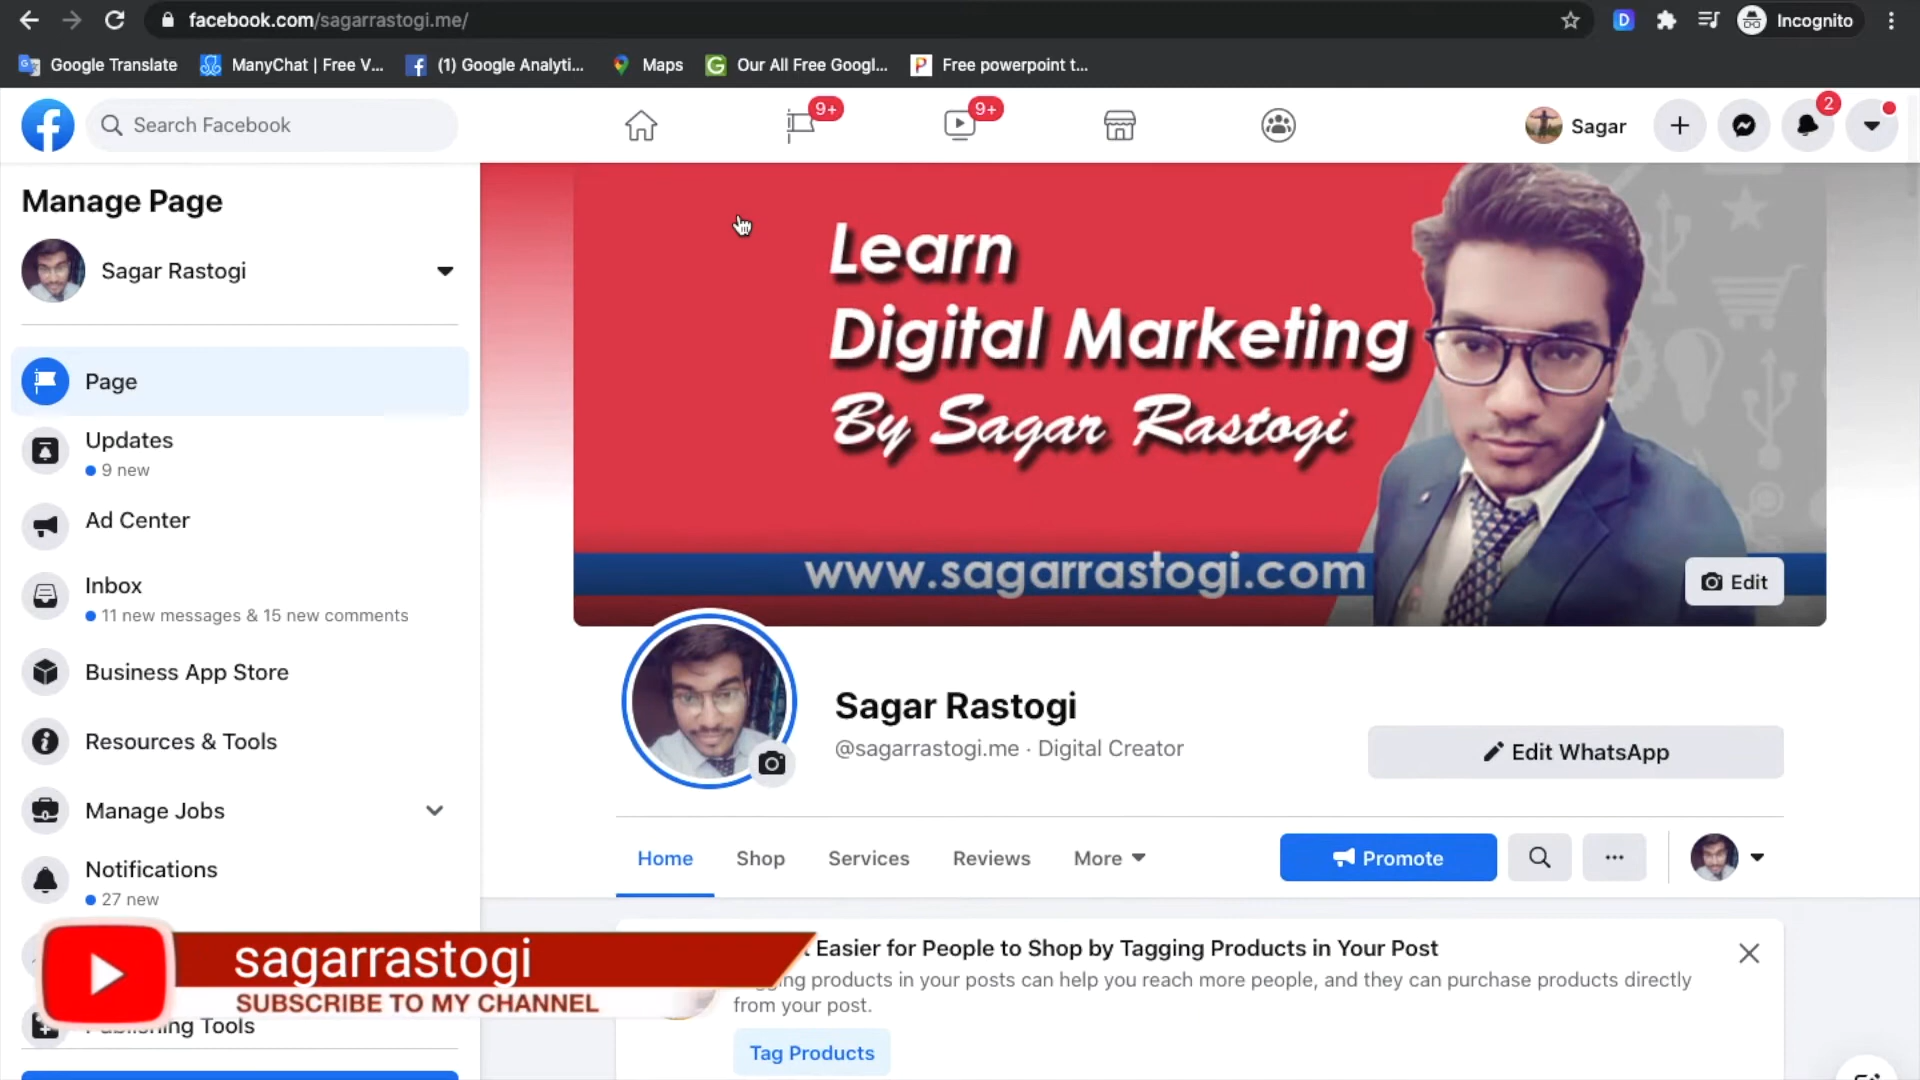 facebook.com/sagarrastogi.me/
Incognito
Google Translate
ManyChat | Free V...
(1) Google Analyti...
Maps
Our All Free Googl...
Free powerpoint t...
Search Facebook
9+
9+
Sagar
2
Manage Page
Sagar Rastogi
Page
Updates
9 new
Ad Center
Inbox
11 new messages & 15 new comments
Business App Store
Resources & Tools
Manage Jobs
Notifications
27 new
Publishing Tools
Learn
Digital Marketing
By Sagar Rastogi
www.sagarrastogi.com
Edit
Sagar Rastogi
@sagarrastogi.me · Digital Creator
Edit WhatsApp
Home
Shop
Services
Reviews
More
Promote
Easier for People to Shop by Tagging Products in Your Post
products in your posts can help you reach more people, and they can purchase products directly
from your post.
Tag Products
sagarrastogi
SUBSCRIBE TO MY CHANNEL